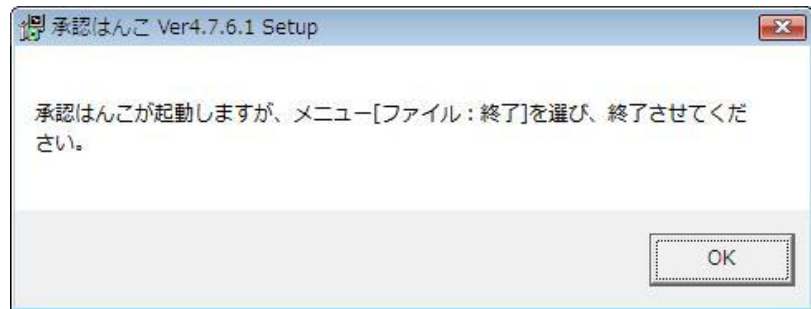 承認はんこ Ver4.7.6.1 Setup
承認はんこが起動しますが、メニュー[ファイル：終了]を選び、終了させてくだ
さい。
OK